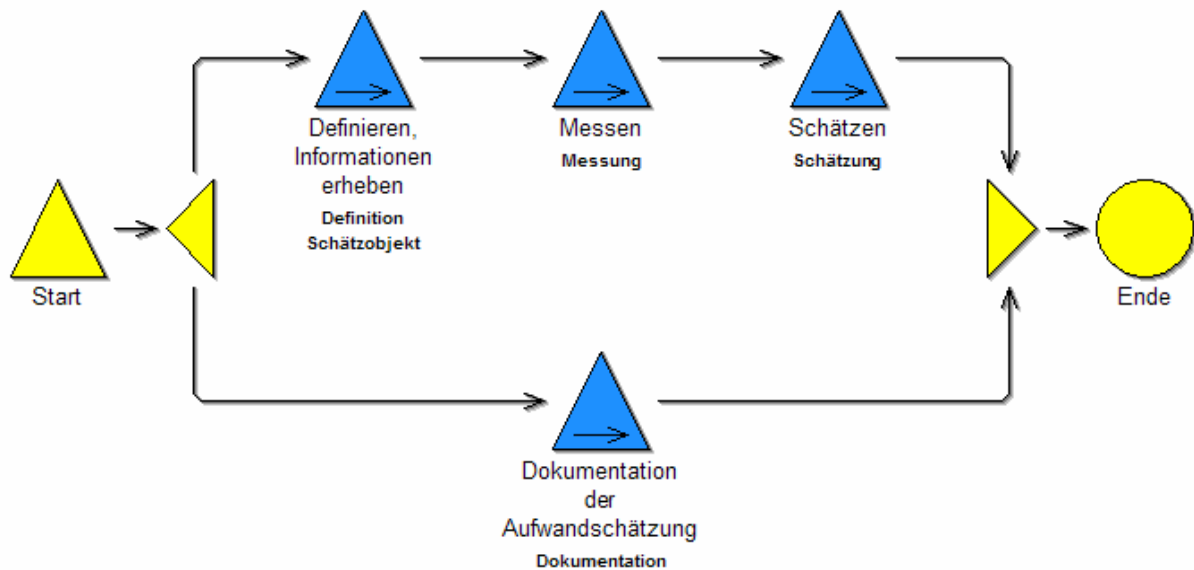 Definieren,
Informationen
erheben
Definition
Schätzobjekt
Messen
Messung
Schätzen
Schätzung
Start
Ende
Dokumentation
der
Aufwandschätzung
Dokumentation